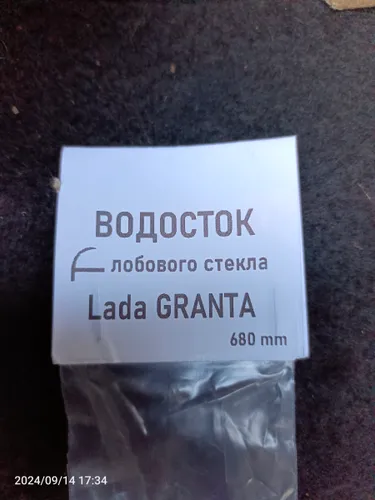 ВОДОСТОК
лобового стекла
Lada GRANTA
680 mm
2024/09/14 17:34